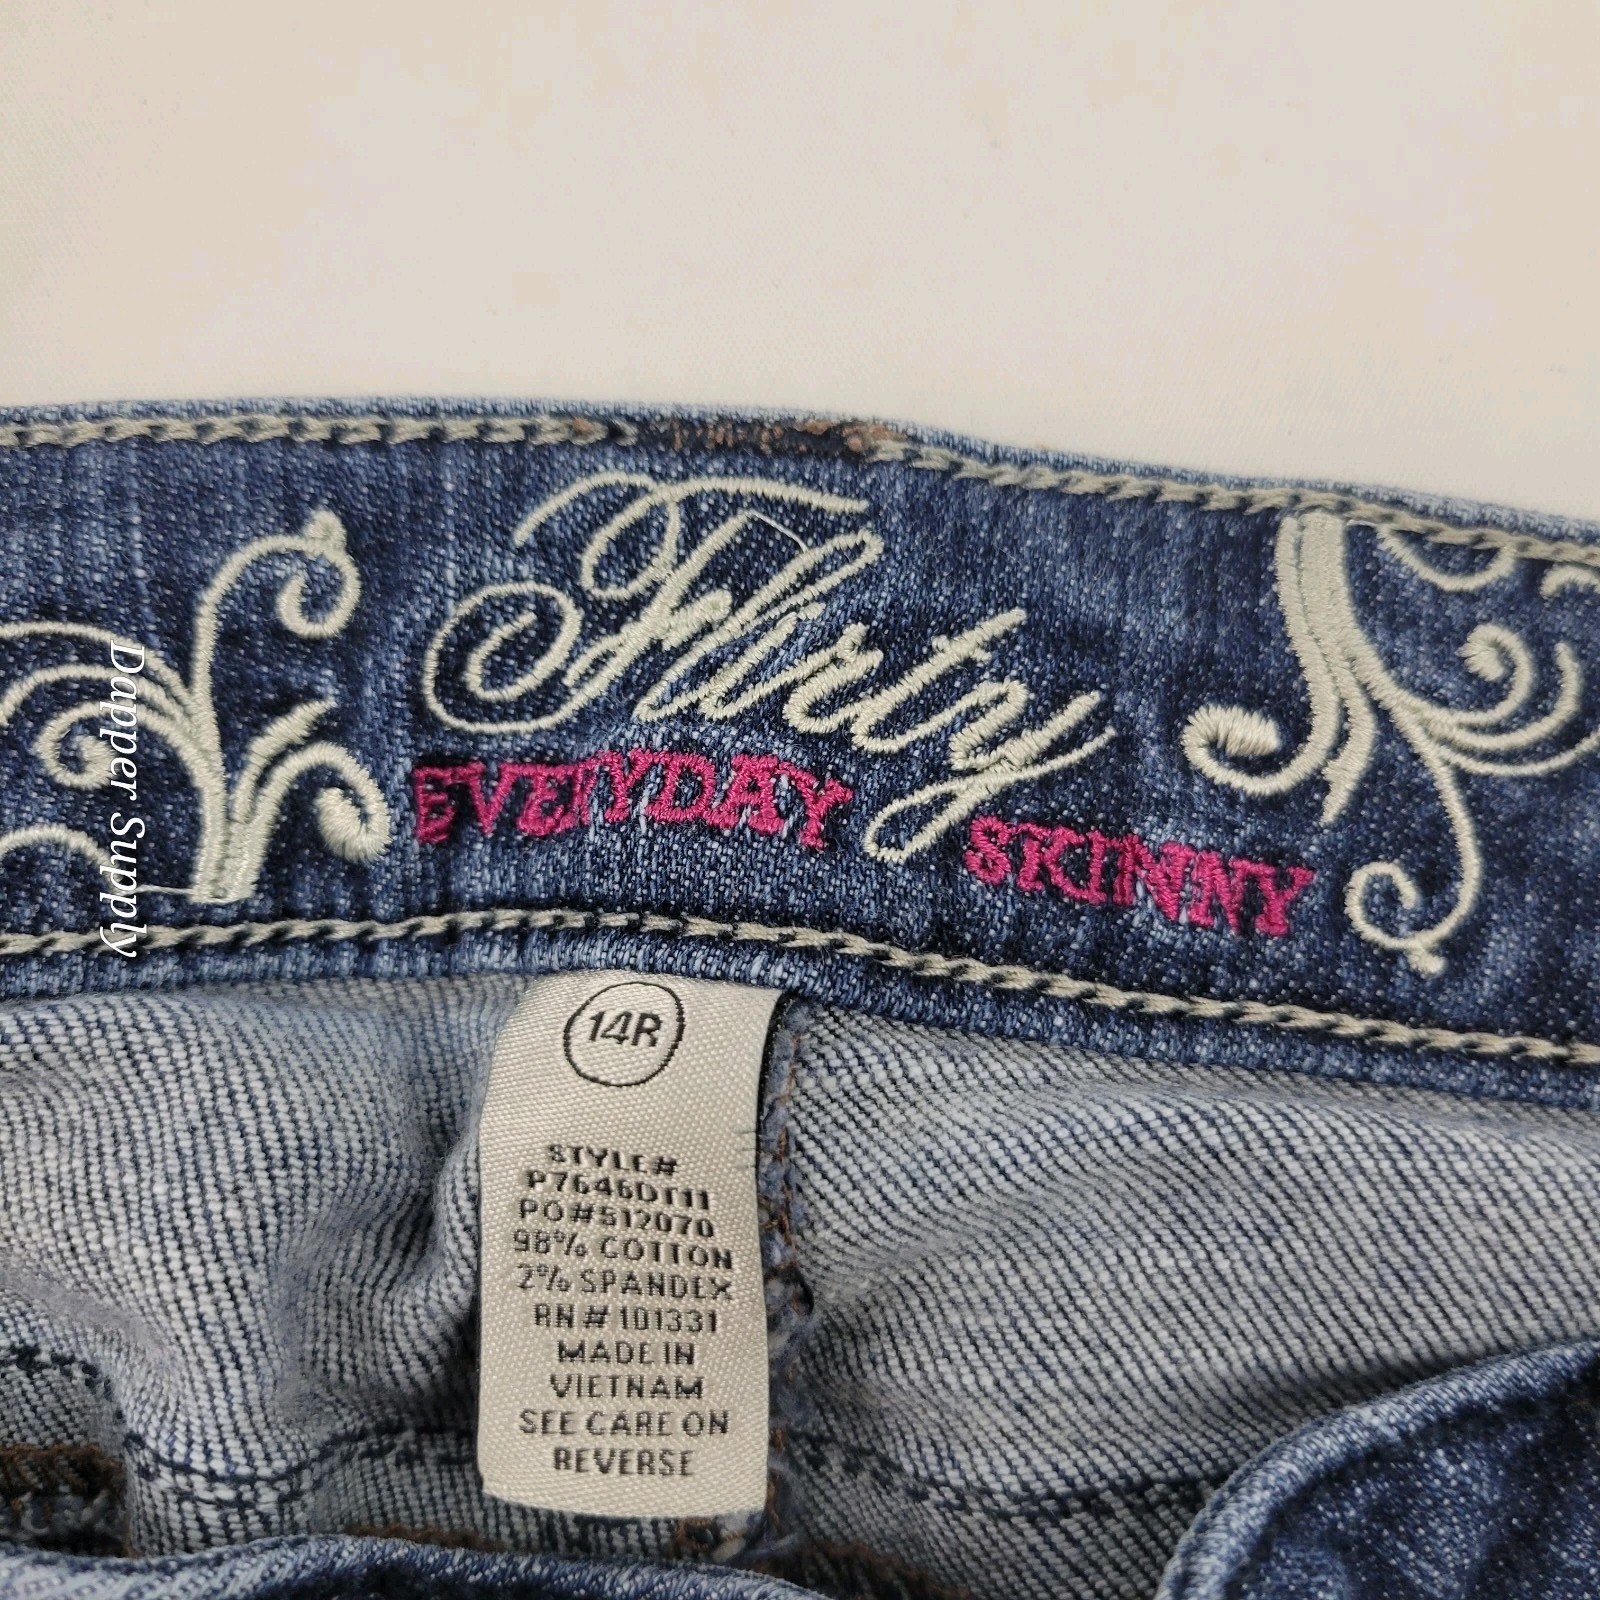 Flirty
EVERYDAY SKINNY
Dapper Supply
14R
STYLE#
P7646DT11
PO#512070
98% COTTON
2% SPANDEX
RN#101331
MADE IN
VIETNAM
SEE CARE ON
REVERSE